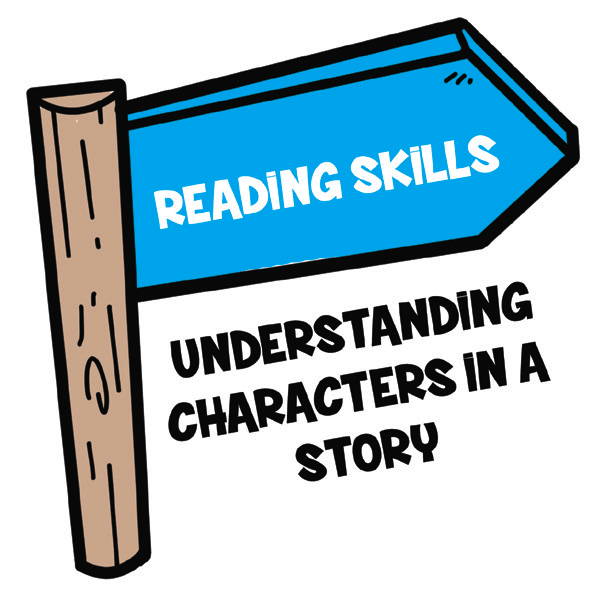 READING SKILLS
UNDERSTANDING
CHARACTERS IN A
STORY